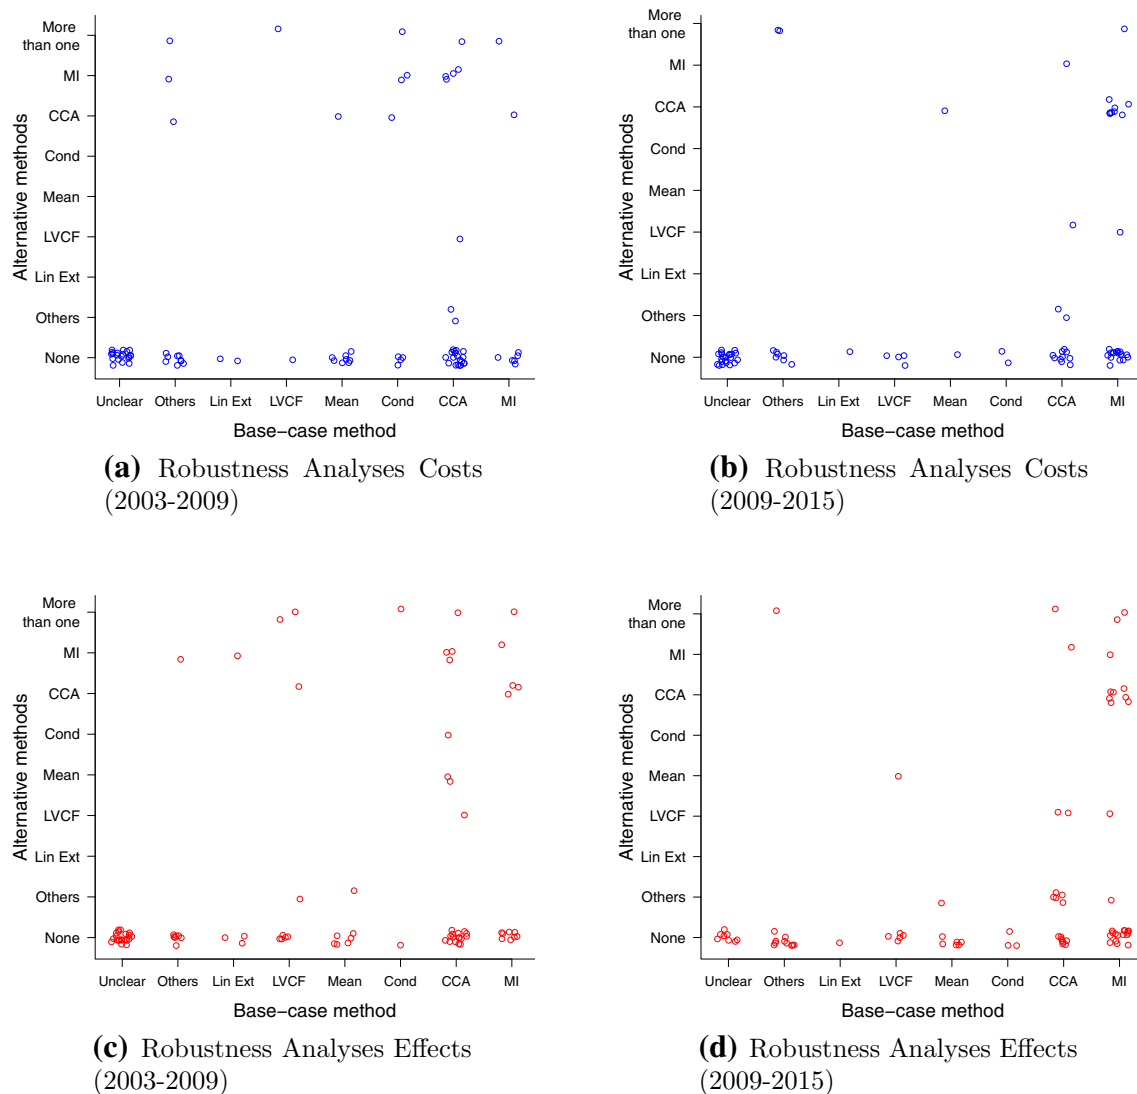 More
than one
MI
CCA
Cond
Mean
LVCF
Lin Ext
Others
None
Alternative methods
Unclear Others Lin Ext LVCF Mean Cond CCA MI
Base−case method
(a) Robustness Analyses Costs
(2003-2009)
More
than one
MI
CCA
Cond
Mean
LVCF
Lin Ext
Others
None
Alternative methods
Unclear Others Lin Ext LVCF Mean Cond CCA MI
Base−case method
(b) Robustness Analyses Costs
(2009-2015)
More
than one
MI
CCA
Cond
Mean
LVCF
Lin Ext
Others
None
Alternative methods
Unclear Others Lin Ext LVCF Mean Cond CCA MI
Base−case method
(c) Robustness Analyses Effects
(2003-2009)
More
than one
MI
CCA
Cond
Mean
LVCF
Lin Ext
Others
None
Alternative methods
Unclear Others Lin Ext LVCF Mean Cond CCA MI
Base−case method
(d) Robustness Analyses Effects
(2009-2015)